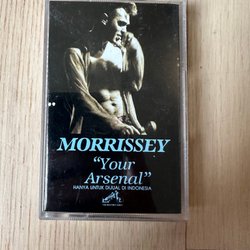 MORRISSEY
“Your
Arsenal”
HANYA UNTUK DIJUAL DI INDONESIA